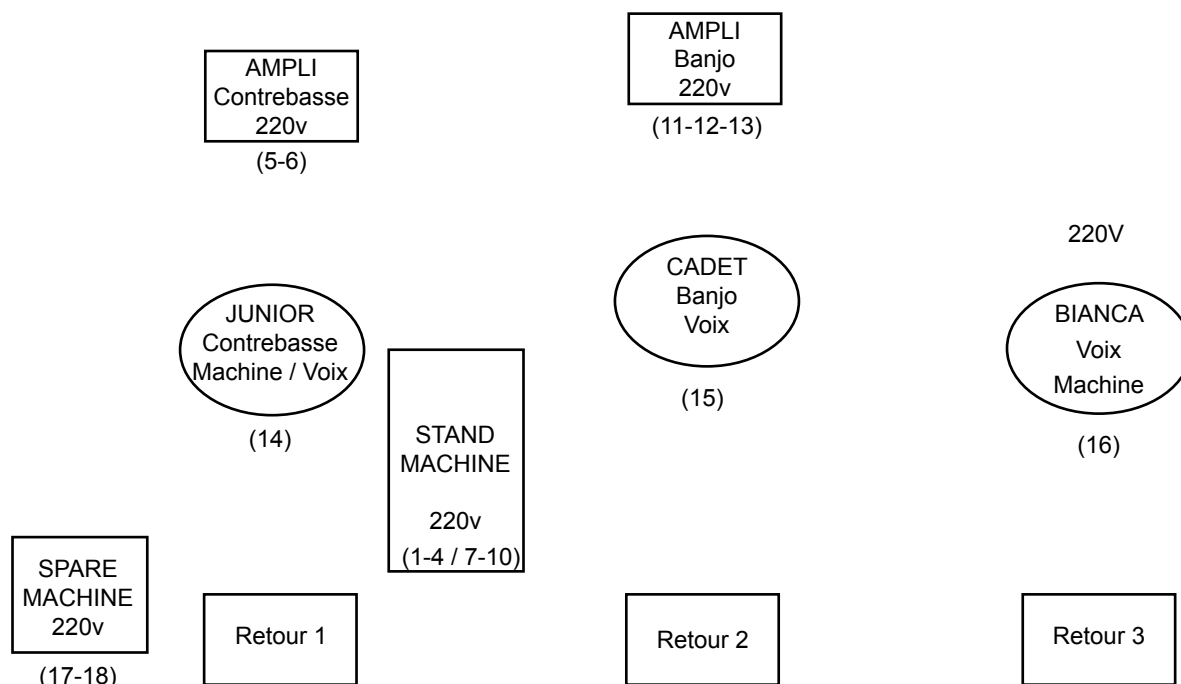 AMPLI
Contrebasse
220v
(5-6)
AMPLI
Banjo
220v
(11-12-13)
220V
JUNIOR
Contrebasse
Machine / Voix
(14)
CADET
Banjo
Voix
(15)
BIANCA
Voix
Machine
(16)
STAND
MACHINE
220v
(1-4 / 7-10)
SPARE
MACHINE
220v
(17-18)
Retour 1
Retour 2
Retour 3